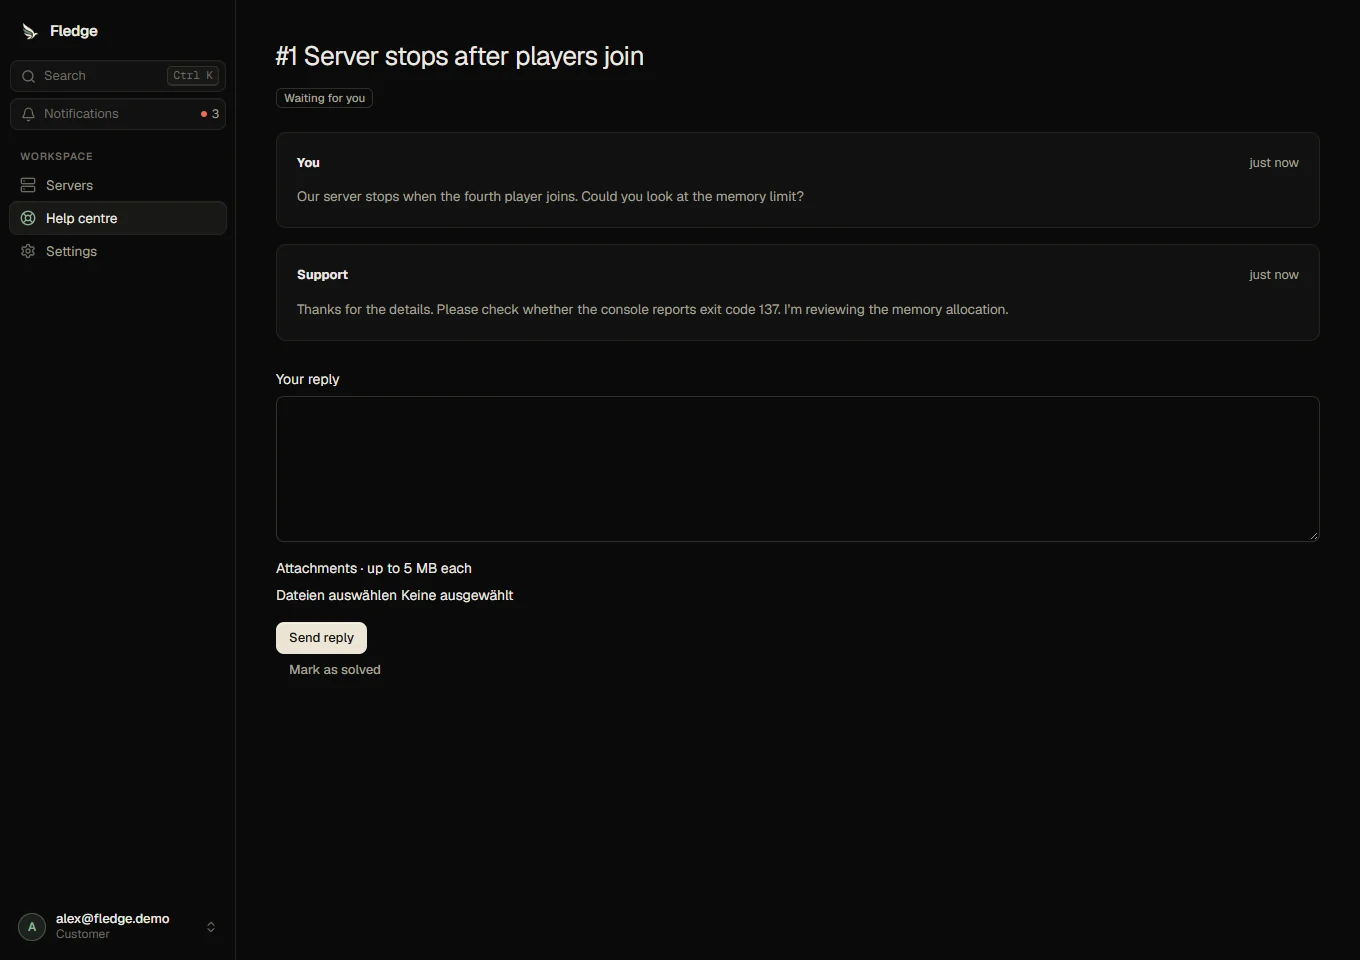 Fledge
Search
Ctrl K
Notifications
3
WORKSPACE
Servers
Help centre
Settings
#1 Server stops after players join
Waiting for you
You
just now
Our server stops when the fourth player joins. Could you look at the memory limit?
Support
just now
Thanks for the details. Please check whether the console reports exit code 137. I'm reviewing the memory allocation.
Your reply
Attachments · up to 5 MB each
Dateien auswählen Keine ausgewählt
Send reply
Mark as solved
A
alex@fledge.demo
Customer